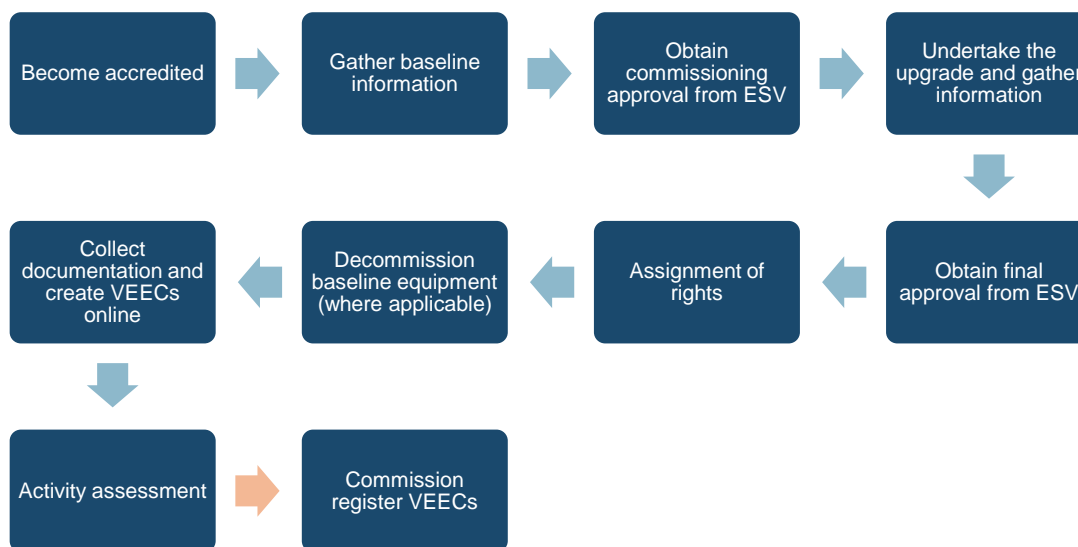 Become accredited
Gather baseline
information
Obtain
commissioning
approval from ESV
Undertake the
upgrade and gather
information
Obtain final
approval from ESV
Assignment of
rights
Decommission
baseline equipment
(where applicable)
Collect
documentation and
create VEECs
online
Activity assessment
Commission
register VEECs